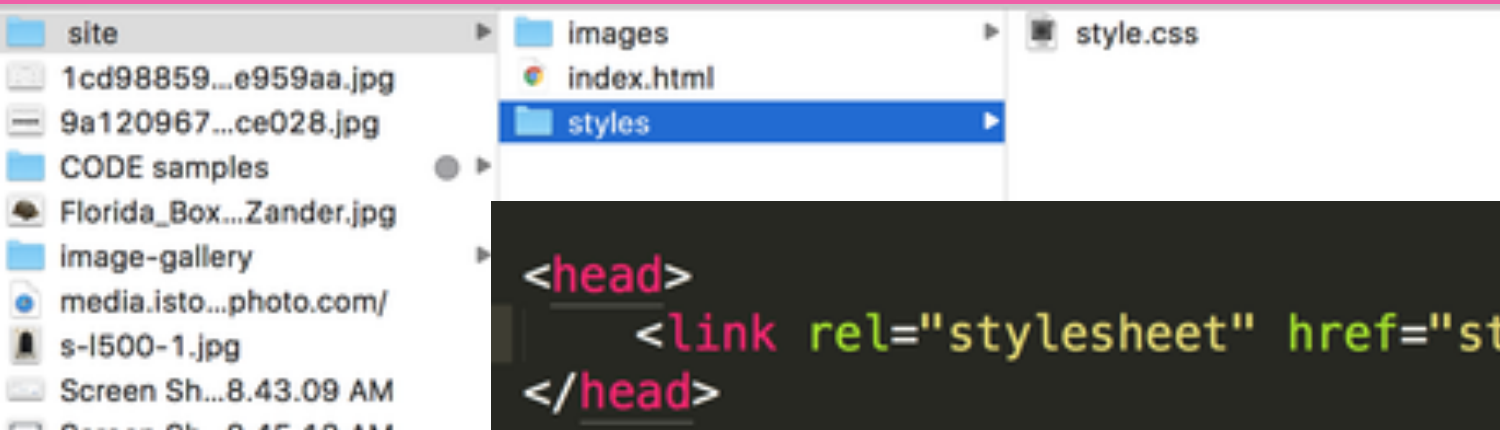 site
1cd98859...e959aa.jpg
9a120967...ce028.jpg
CODE samples
Florida_Box...Zander.jpg
image-gallery
media.isto...photo.com/
s-l500-1.jpg
Screen Sh...8.43.09 AM
images
index.html
styles
style.css
<head>
<link rel="stylesheet" href="st
</head>